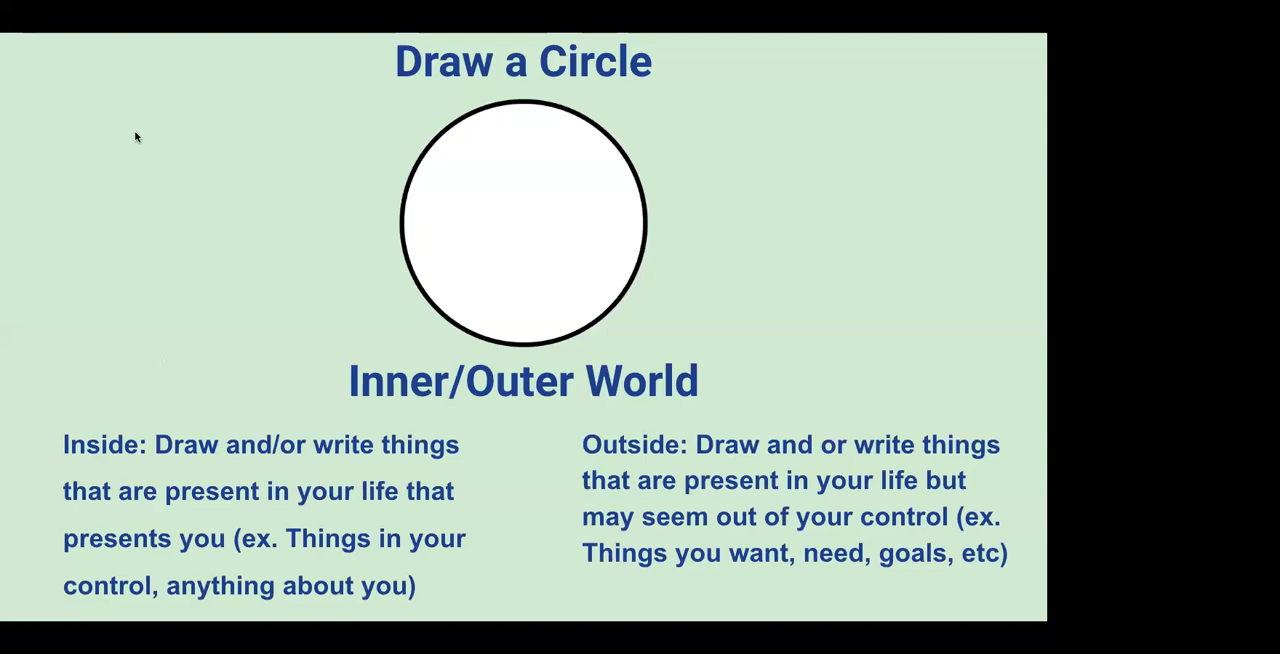 Draw a Circle
Inner/Outer World
Inside: Draw and/or write things
that are present in your life that
presents you (ex. Things in your
control, anything about you)
Outside: Draw and or write things
that are present in your life but
may seem out of your control (ex.
Things you want, need, goals, etc)